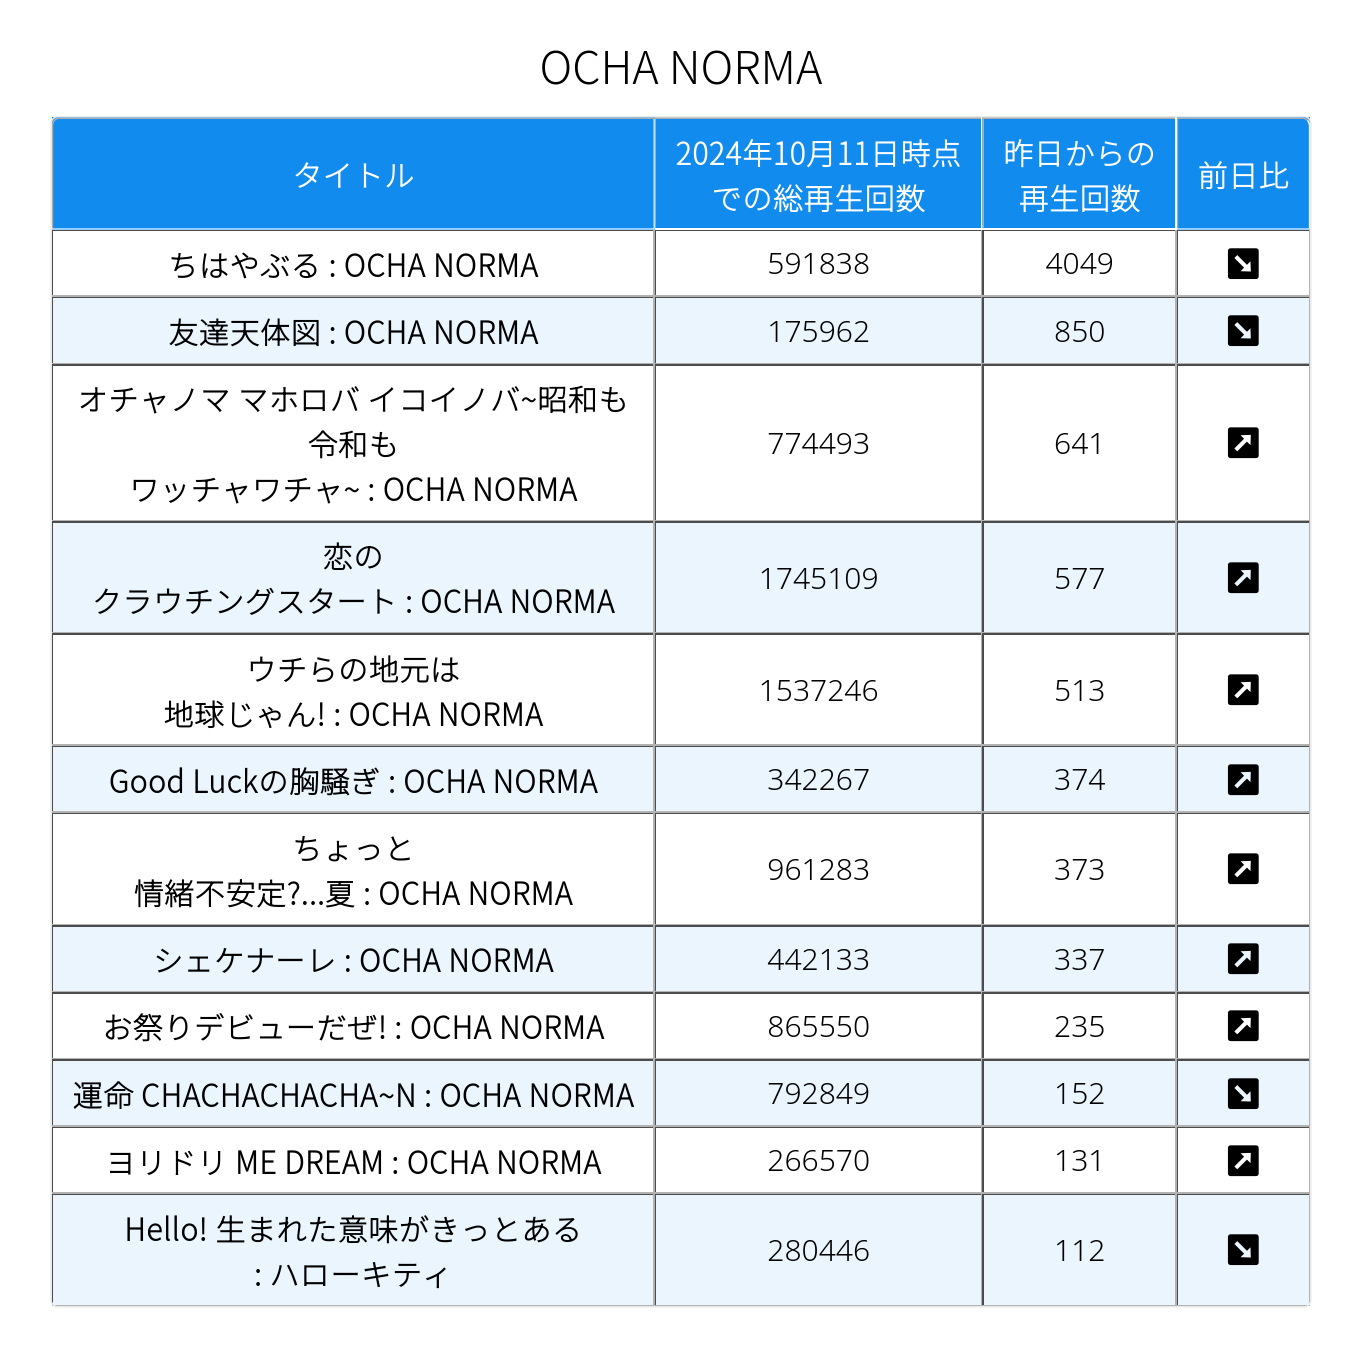 OCHA NORMA
タイトル
2024年10月11日時点
での総再生回数
昨日からの
再生回数
前日比
ちはやぶる : OCHA NORMA
591838
4049
友達天体図 : OCHA NORMA
175962
850
オチャノマ マホロバ イコイノバ~昭和も
令和も
ワッチャワチャ~ : OCHA NORMA
774493
641
恋の
クラウチングスタート : OCHA NORMA
1745109
577
ウチらの地元は
地球じゃん! : OCHA NORMA
1537246
513
Good Luckの胸騒ぎ : OCHA NORMA
342267
374
ちょっと
情緒不安定?...夏 : OCHA NORMA
961283
373
シェケナーレ : OCHA NORMA
442133
337
お祭りデビューだぜ! : OCHA NORMA
865550
235
運命 CHACHACHACHA~N : OCHA NORMA
792849
152
ヨリドリ ME DREAM : OCHA NORMA
266570
131
Hello! 生まれた意味がきっとある
: ハローキティ
280446
112